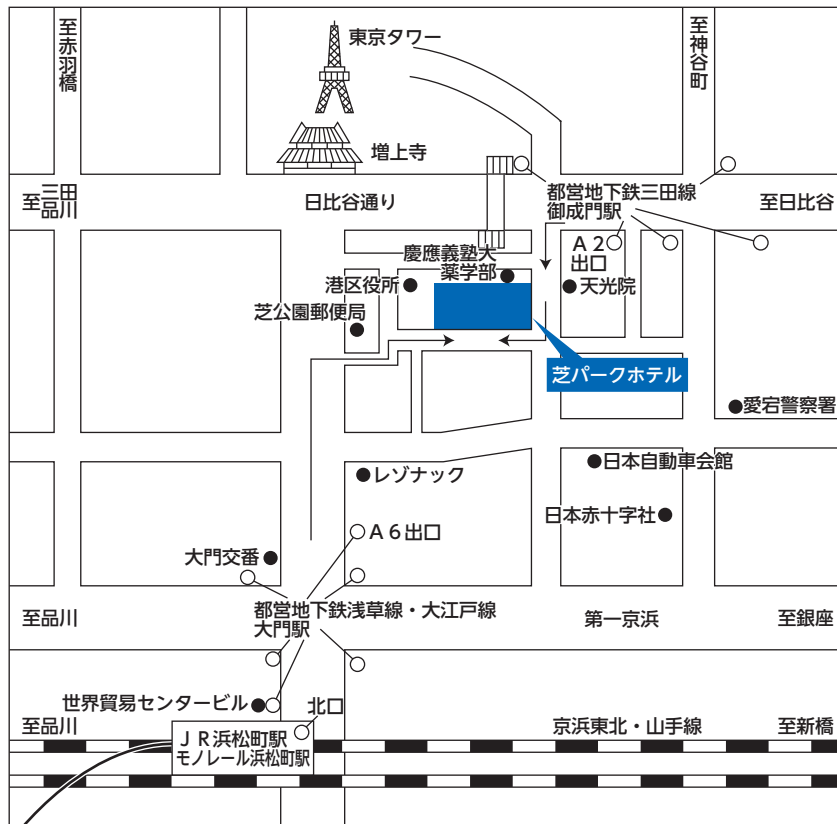 至赤羽橋
東京タワー
至神谷町
増上寺
至三田
品川
日比谷通り
都営地下鉄三田線
御成門駅
至日比谷
慶應義塾大
薬学部
A2
出口
港区役所
天光院
芝公園郵便局
芝パークホテル
愛宕警察署
レゾナック
日本自動車会館
日本赤十字社
A6出口
大門交番
至品川
都営地下鉄浅草線・大江戸線
大門駅
第一京浜
至銀座
世界貿易センタービル
北口
至品川
JR浜松町駅
モノレール浜松町駅
京浜東北・山手線
至新橋